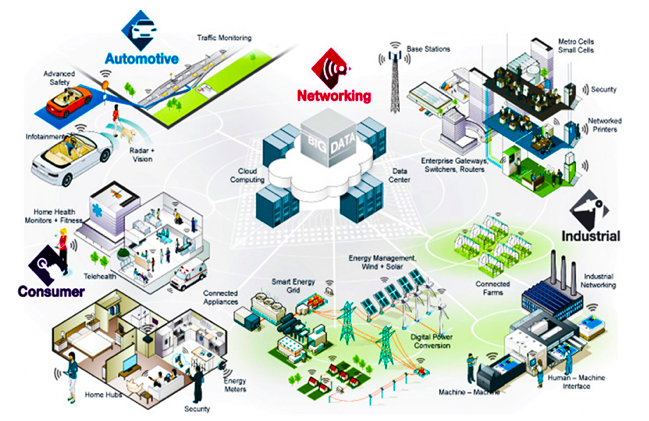 Automotive
Traffic Monitoring
Advanced
Safety
Infotainment
Radar +
Vision
Networking
Base Stations
Metro Cells
Small Cells
Security
Networked
Printers
Enterprise Gateways,
Switchers, Routers
BIG DATA
Cloud
Computing
Data
Center
Home Health
Monitors + Fitness
Telehealth
Consumer
Industrial
Connected
Appliances
Smart Energy
Grid
Energy Management,
Wind + Solar
Connected
Farms
Industrial
Networking
Digital Power
Conversion
Home Hubs
Security
Energy
Meters
Machine – Machine
Human – Machine
Interface